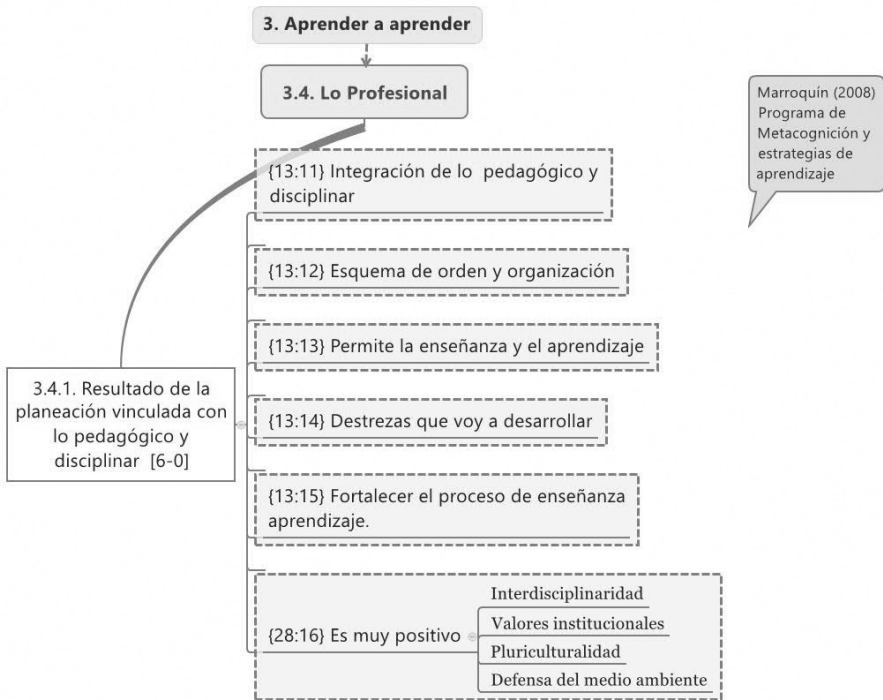 3. Aprender a aprender
3.4. Lo Profesional
Marroquín (2008)
Programa de
Metacognición y
estrategias de
aprendizaje
{13:11} Integración de lo pedagógico y
disciplinar
{13:12} Esquema de orden y organización
{13:13} Permite la enseñanza y el aprendizaje
3.4.1. Resultado de la
planeación vinculada con
lo pedagógico y
disciplinar [6-0]
{13:14} Destrezas que voy a desarrollar
{13:15} Fortalecer el proceso de enseñanza
aprendizaje.
{28:16} Es muy positivo
Interdisciplinaridad
Valores institucionales
Pluriculturalidad
Defensa del medio ambiente